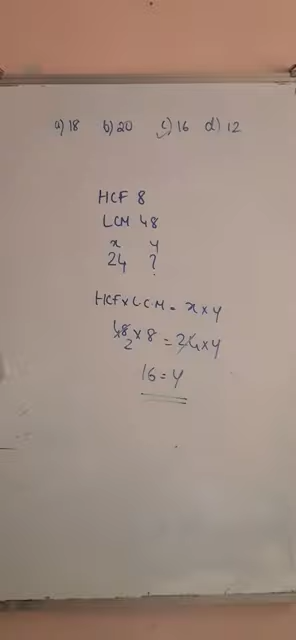 a) 18 b) 20 c) 16 d) 12
HCF 8
LCM 48
x y
24 ?
HCF x L.C.M = x x y
48 x 8 = 24 x y
2
16 = y